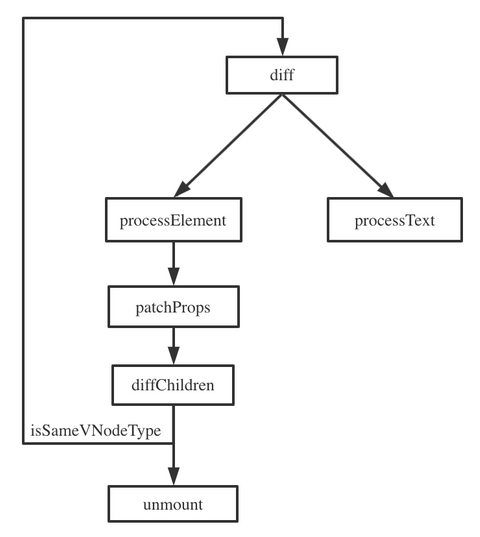 diff
processElement
processText
patchProps
diffChildren
isSameVNodeType
unmount